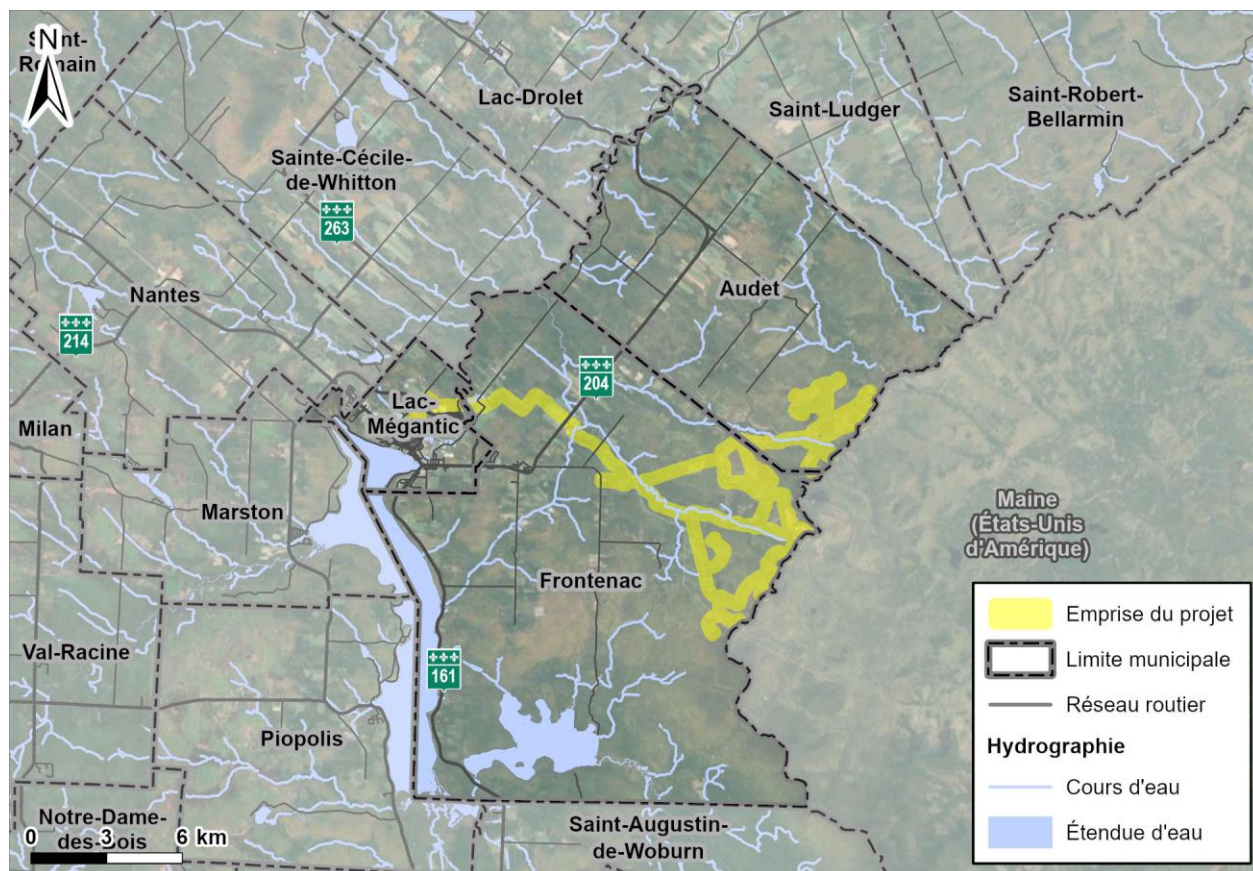 N
Saint-
Romain
Lac-Drolet
Saint-Ludger
Saint-Robert-
Bellarmin
Sainte-Cécile-
de-Whitton
263
Nantes
Audet
214
204
Lac-
Mégantic
Milan
Marston
Maine
(États-Unis
d'Amérique)
Frontenac
Val-Racine
161
Piopolis
Notre-Dame-
des-Bois
0 3 6 km
Saint-Augustin-
de-Woburn
Emprise du projet
Limite municipale
Réseau routier
Hydrographie
Cours d'eau
Étendue d'eau